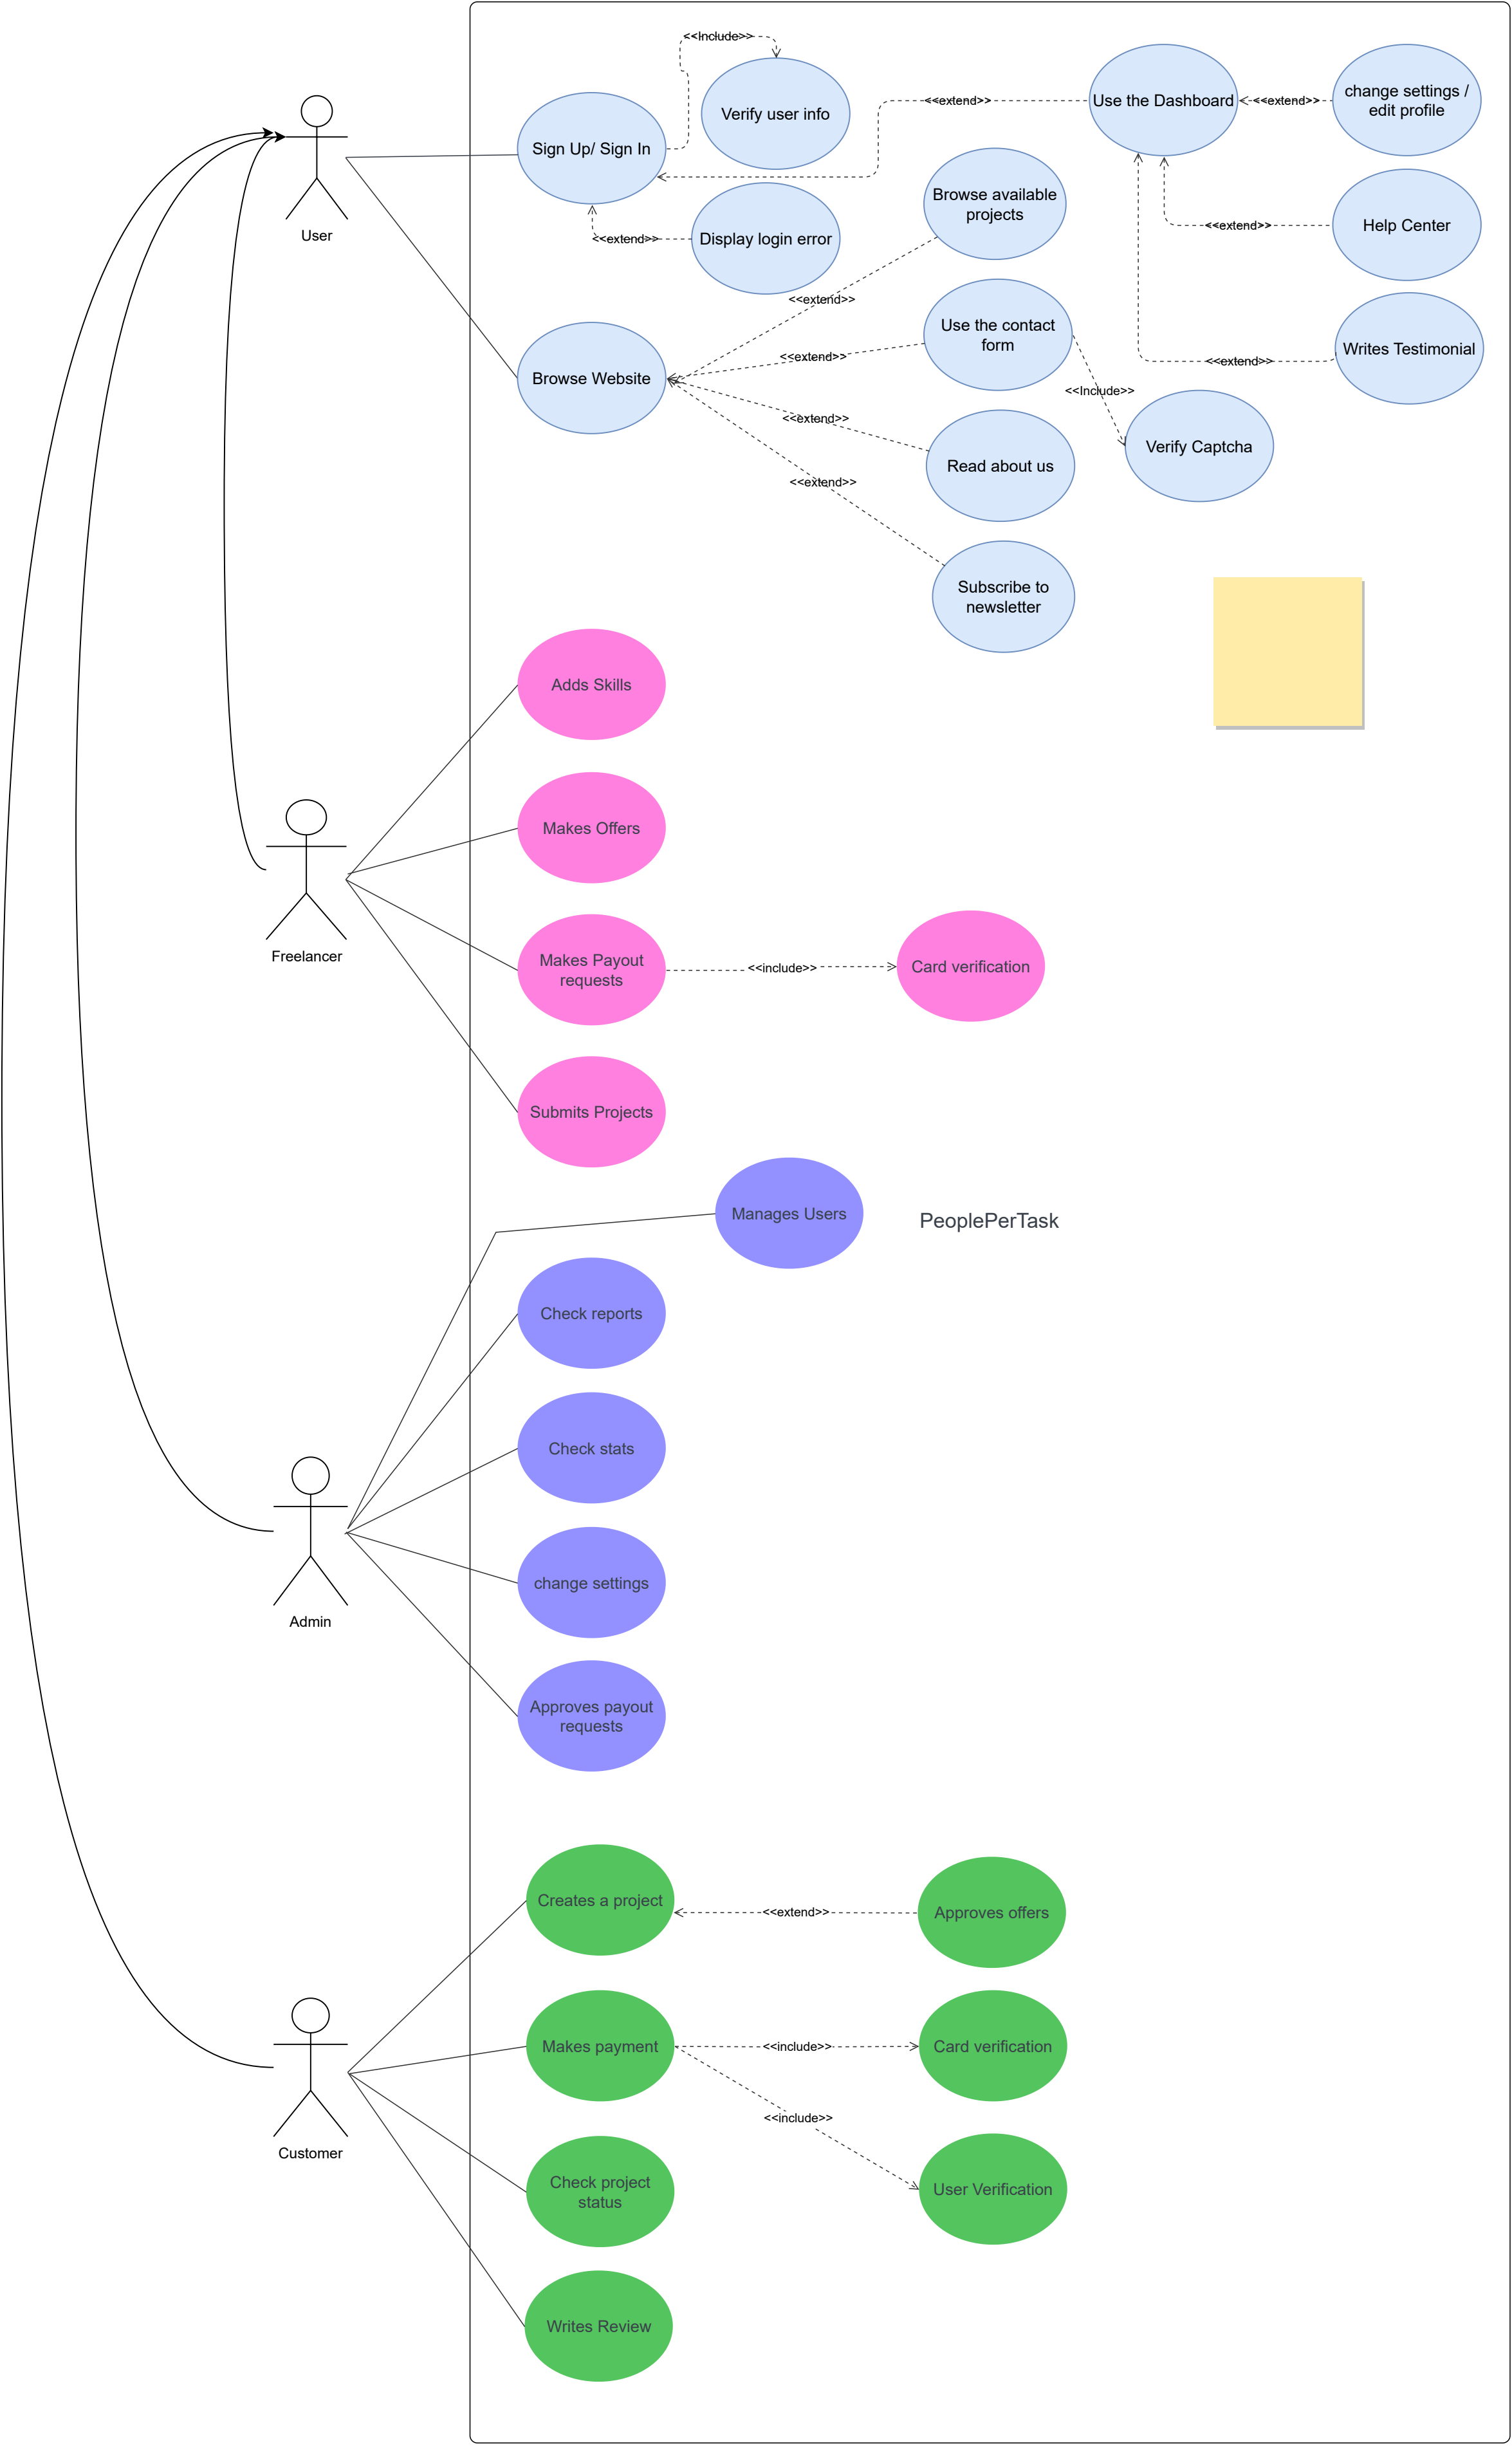 <<Include>>
Verify user info
Use the Dashboard
<<extend>>
<<extend>>
change settings /
edit profile
Sign Up/ Sign In
User
Browse available
projects
Help Center
<<extend>>
Display login error
<<extend>>
<<extend>>
Use the contact
form
Writes Testimonial
<<extend>>
<<extend>>
Browse Website
<<Include>>
<<extend>>
Verify Captcha
Read about us
<<extend>>
Subscribe to
newsletter
Adds Skills
Makes Offers
Freelancer
Makes Payout
requests
<<include>>
Card verification
Submits Projects
Manages Users
PeoplePerTask
Check reports
Check stats
change settings
Admin
Approves payout
requests
Creates a project
<<extend>>
Approves offers
Makes payment
<<include>>
Card verification
<<include>>
Customer
Check project
status
User Verification
Writes Review